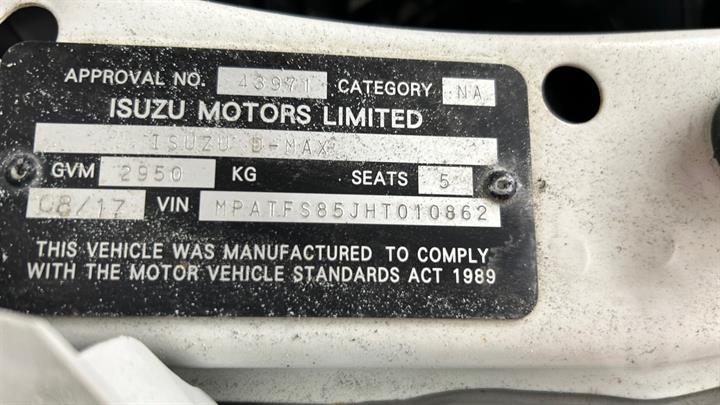 APPROVAL NO. 43971 CATEGORY NA
ISUZU MOTORS LIMITED
ISUZU D-MAX
GVM 2950 KG SEATS 5
08/17 VIN MPATFS85JHT010862
THIS VEHICLE WAS MANUFACTURED TO COMPLY
WITH THE MOTOR VEHICLE STANDARDS ACT 1989